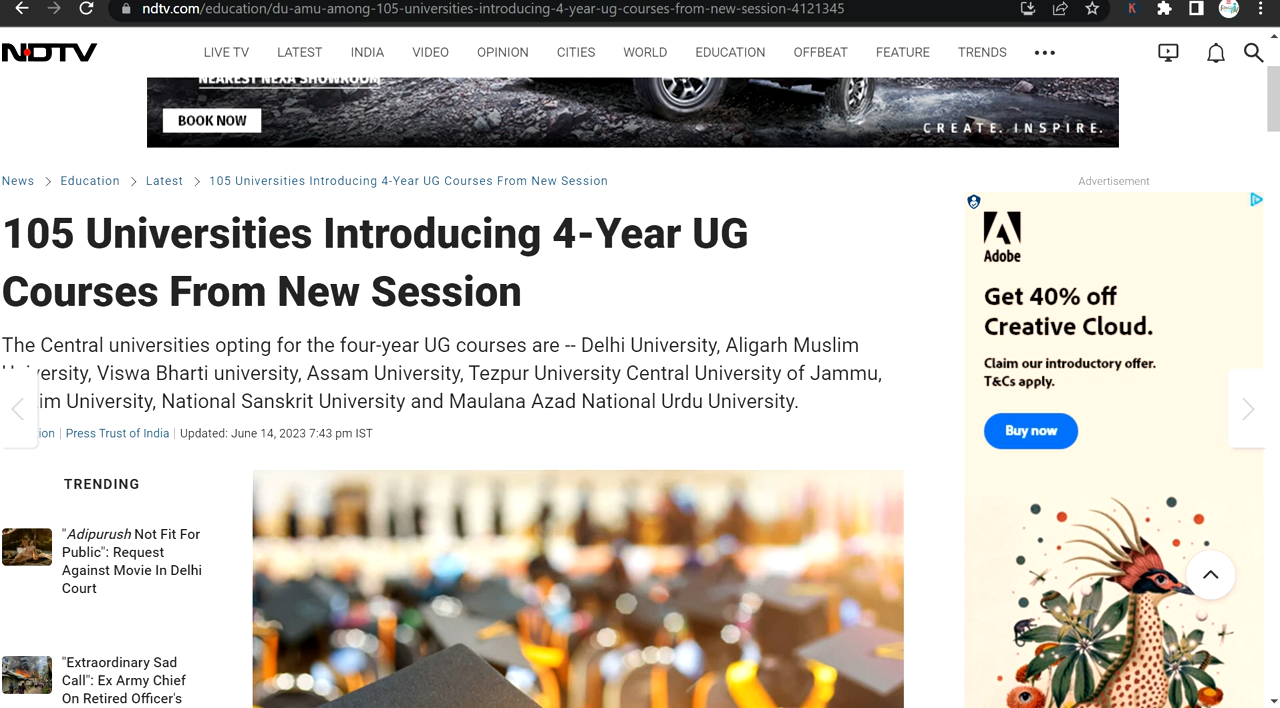 ndtv.com/education/du-amu-among-105-universities-introducing-4-year-ug-courses-from-new-session-4121345
K
NDTV
LIVE TV LATEST INDIA VIDEO OPINION CITIES WORLD EDUCATION OFFBEAT FEATURE TRENDS
NEAREST NEXA SHOWROOM
BOOK NOW
CREATE. INSPIRE.
News > Education > Latest > 105 Universities Introducing 4-Year UG Courses From New Session
105 Universities Introducing 4-Year UG
Courses From New Session
The Central universities opting for the four-year UG courses are -- Delhi University, Aligarh Muslim
University, Viswa Bharti university, Assam University, Tezpur University Central University of Jammu,
im University, National Sanskrit University and Maulana Azad National Urdu University.
ion | Press Trust of India | Updated: June 14, 2023 7:43 pm IST
TRENDING
"Adipurush Not Fit For
Public": Request
Against Movie In Delhi
Court
"Extraordinary Sad
Call": Ex Army Chief
On Retired Officer's
Advertisement
Adobe
Get 40% off
Creative Cloud.
Claim our introductory offer.
T&Cs apply.
Buy now